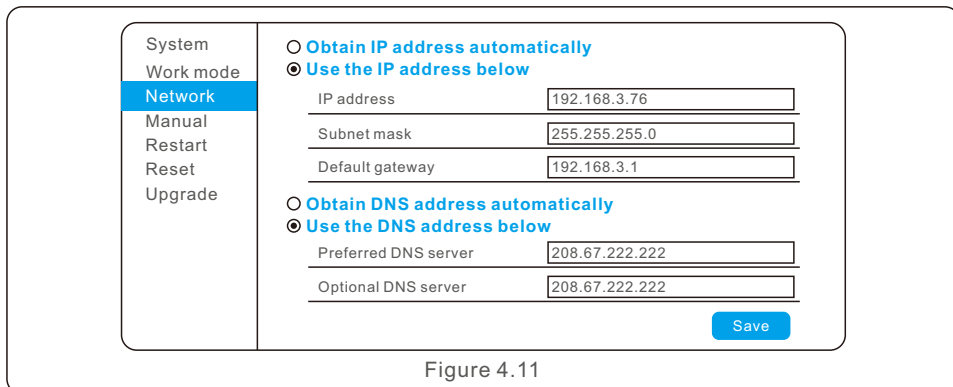 System
Work mode
Network
Manual
Restart
Reset
Upgrade
Obtain IP address automatically
Use the IP address below
IP address 192.168.3.76
Subnet mask 255.255.255.0
Default gateway 192.168.3.1
Obtain DNS address automatically
Use the DNS address below
Preferred DNS server 208.67.222.222
Optional DNS server 208.67.222.222
Save
Figure 4.11